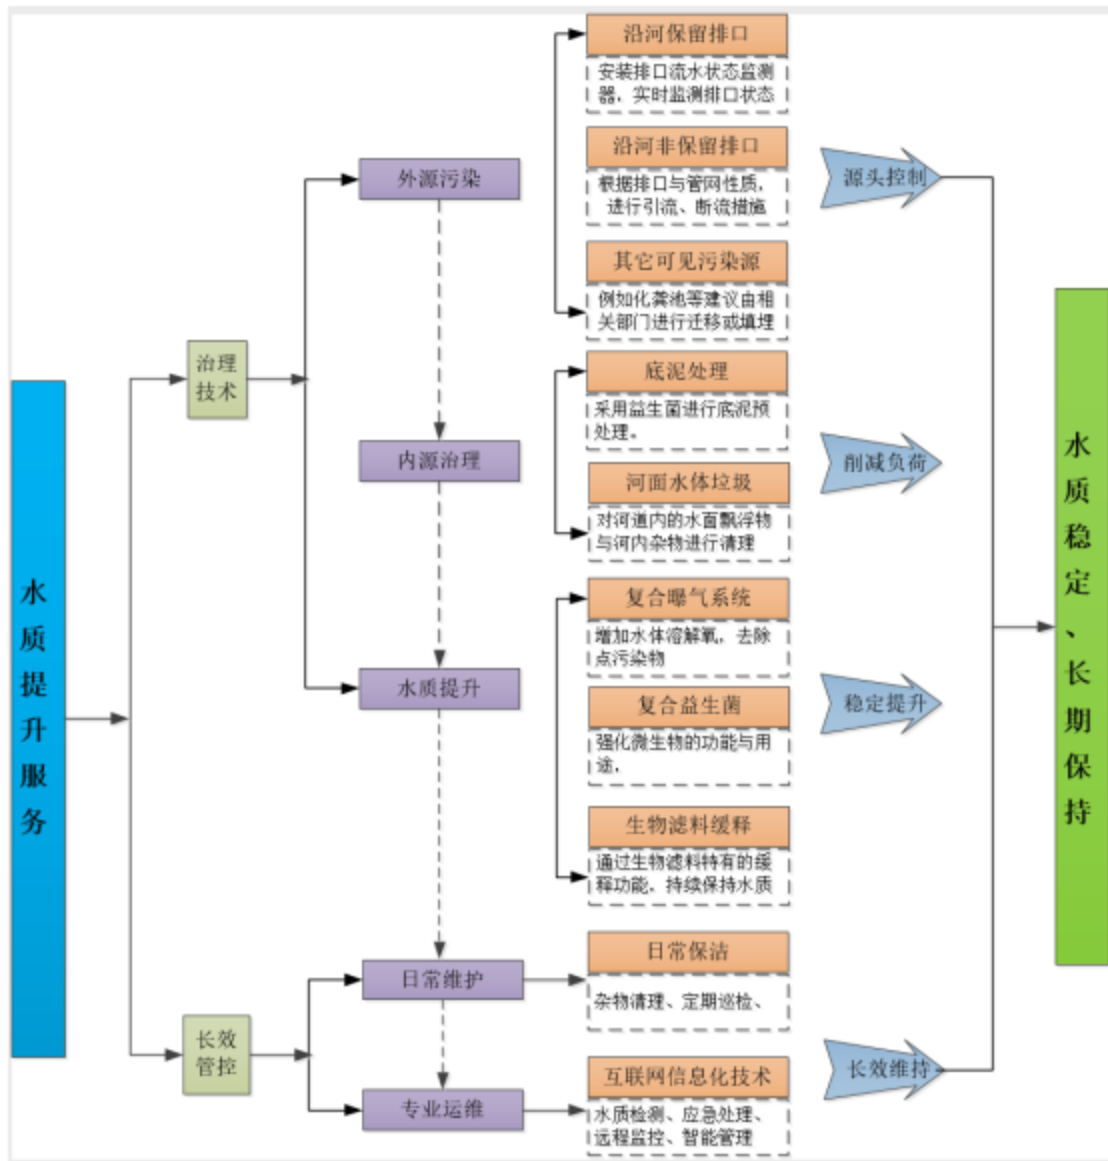 水质提升服务
治理
技术
长效
管控
外源污染
内源治理
水质提升
日常维护
专业运维
沿河保留排口
安装排口流水状态监测
器，实时监测排口状态
沿河非保留排口
根据排口与管网性质，
进行引流、断流措施
其它可见污染源
例如化粪池等建议由相
关部门进行迁移或填埋
底泥处理
采用益生菌进行底泥预
处理。
河面水体垃圾
对河道内的水面飘浮物
与河内杂物进行清理
复合曝气系统
增加水体溶解氧，去除
点污染物
复合益生菌
强化微生物的功能与用
途，
生物滤料缓释
通过生物滤料特有的缓
释功能，持续保持水质
日常保洁
杂物清理、定期巡检、
互联网信息化技术
水质检测、应急处理、
远程监控、智能管理
源头控制
削减负荷
稳定提升
长效维持
水质稳定、长期保持